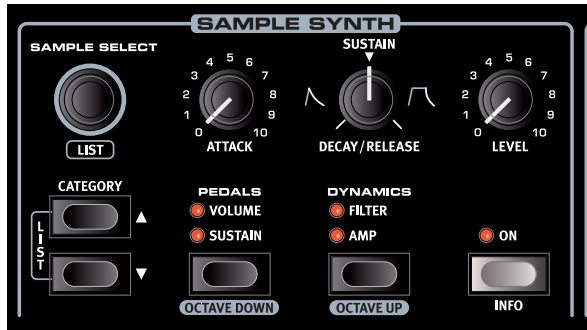 SAMPLE SYNTH
SAMPLE SELECT
LIST
0 1 2 3 4 5 6 7 8 9 10
ATTACK
SUSTAIN
DECAY/RELEASE
0 1 2 3 4 5 6 7 8 9 10
LEVEL
CATEGORY
LIST
PEDALS
VOLUME
SUSTAIN
OCTAVE DOWN
DYNAMICS
FILTER
AMP
OCTAVE UP
ON
INFO